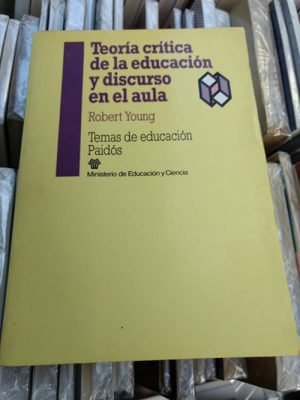 Teoría crítica
de la educación
y discurso
en el aula
Robert Young
Temas de educación
Paidós
Ministerio de Educación y Ciencia